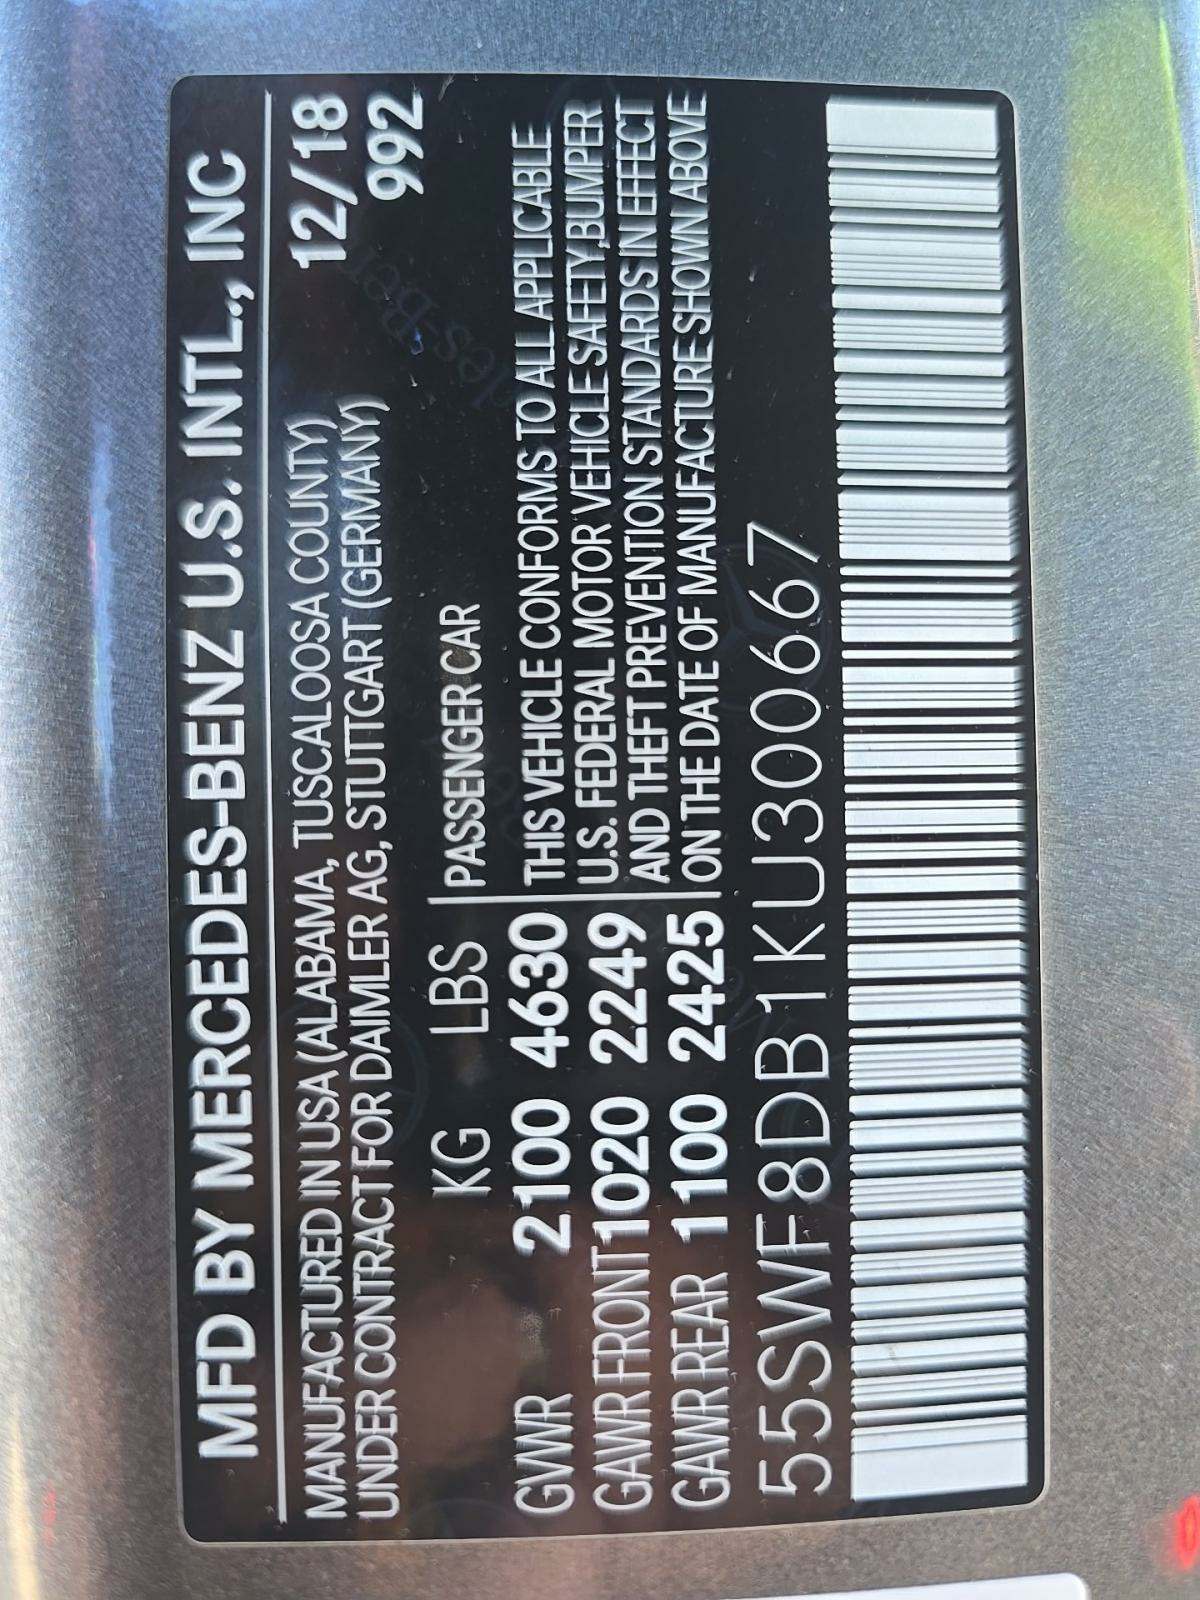 MFD BY MERCEDES-BENZ U.S. INTL., INC
MANUFACTURED IN USA (ALABAMA, TUSCALOOSA COUNTY) 12/18
UNDER CONTRACT FOR DAIMLER AG, STUTTGART (GERMANY) 992
KG LBS PASSENGER CAR
GVWR 2100 4630 THIS VEHICLE CONFORMS TO ALL APPLICABLE
GAWR FRONT 1020 2249 U.S. FEDERAL MOTOR VEHICLE SAFETY,BUMPER
AND THEFT PREVENTION STANDARDS IN EFFECT
GAWR REAR 1100 2425 ON THE DATE OF MANUFACTURE SHOWN ABOVE
55SWF8DB1KU300667